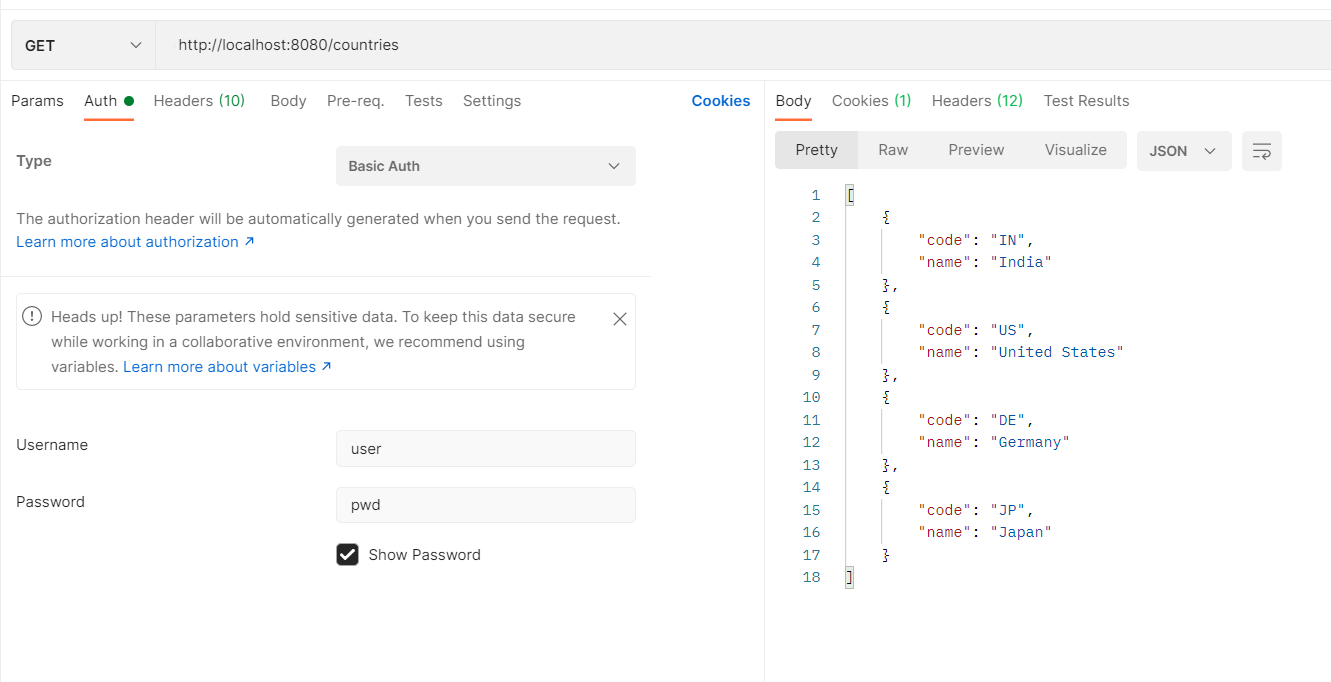 GET http://localhost:8080/countries
Params Auth Headers (10) Body Pre-req. Tests Settings Cookies
Type Basic Auth
The authorization header will be automatically generated when you send the request.
Learn more about authorization ↗
Heads up! These parameters hold sensitive data. To keep this data secure
while working in a collaborative environment, we recommend using
variables. Learn more about variables ↗
Username user
Password pwd
Show Password
Body Cookies (1) Headers (12) Test Results
Pretty Raw Preview Visualize JSON
1 [
2 {
3 "code": "IN",
4 "name": "India"
5 },
6 {
7 "code": "US",
8 "name": "United States"
9 },
10 {
11 "code": "DE",
12 "name": "Germany"
13 },
14 {
15 "code": "JP",
16 "name": "Japan"
17 }
18 ]